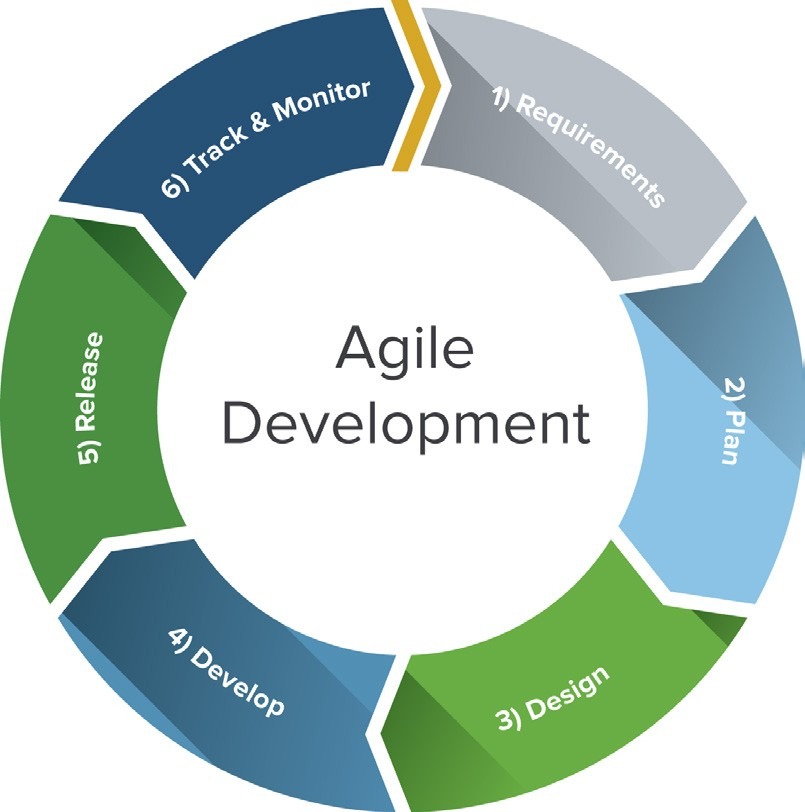 1) Requirements
2) Plan
3) Design
4) Develop
5) Release
6) Track & Monitor
Agile
Development